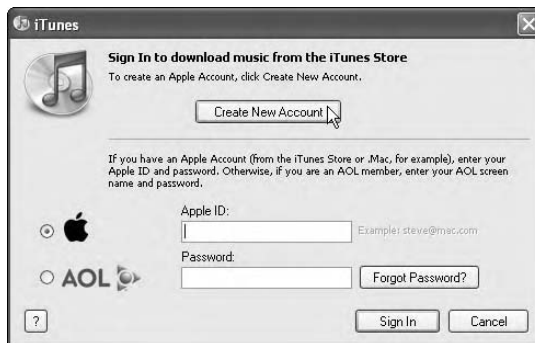 iTunes
Sign In to download music from the iTunes Store
To create an Apple Account, click Create New Account.
Create New Account
If you have an Apple Account (from the iTunes Store or .Mac, for example), enter your
Apple ID and password. Otherwise, if you are an AOL member, enter your AOL screen
name and password.
Apple ID:
Example: steve@mac.com
Password:
AOL
Forgot Password?
?
Sign In
Cancel